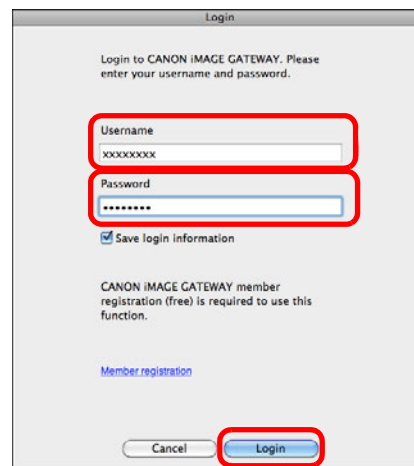 Login
Login to CANON iMAGE GATEWAY. Please
enter your username and password.
Username
xxxxxxxx
Password
••••••••
Save login information
CANON iMAGE GATEWAY member
registration (free) is required to use this
function.
Member registration
Cancel
Login